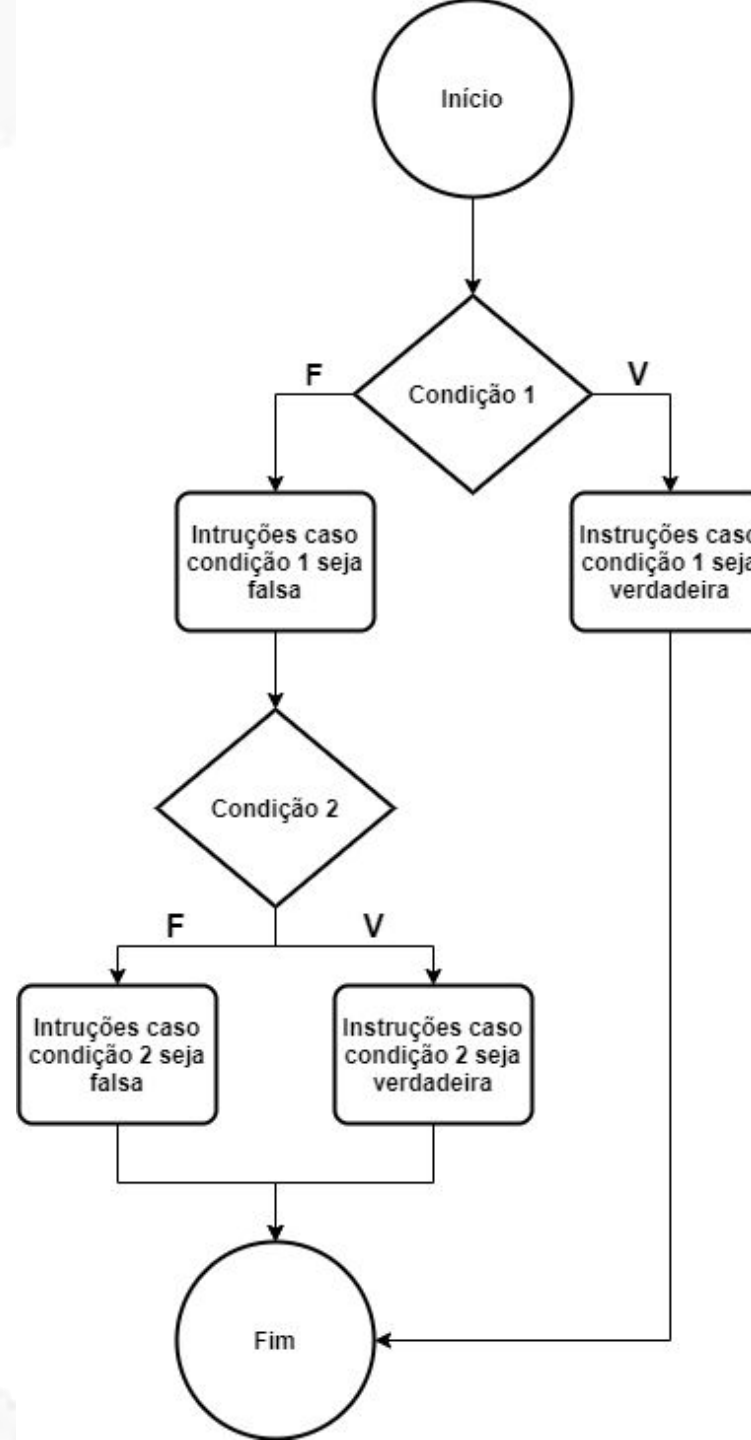 Início
Condição 1
F
V
Intruções caso
condição 1 seja
falsa
Instruções caso
condição 1 seja
verdadeira
Condição 2
F
V
Intruções caso
condição 2 seja
falsa
Instruções caso
condição 2 seja
verdadeira
Fim